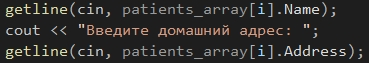 getline(cin, patients_array[i].Name);
cout << "Введите домашний адрес: ";
getline(cin, patients_array[i].Address);